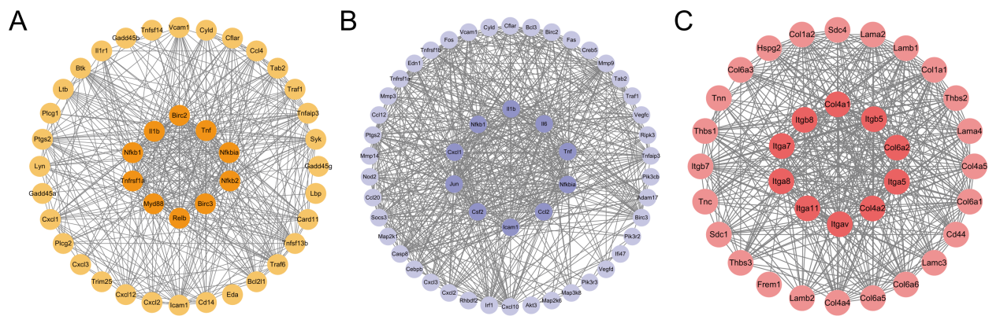 A
Vcam1
Cyld
Cflar
Ccl4
Tab2
Traf1
Tnfaip3
Syk
Gadd45g
Lbp
Card11
Tnfsf13b
Traf6
Bcl2l1
Eda
Cd14
Icam1
Cxcl2
Cxcl12
Trim25
Cxcl3
Plcg2
Cxcl1
Gadd45a
Lyn
Ptgs2
Plcg1
Ltb
Btk
Il1r1
Gadd45b
Tnfsf14
Birc2
Tnf
Nfkbia
Nfkb2
Birc3
Relb
Myd88
Tnfrsf1a
Nfkb1
Il1b
B
Cflar
Bcl3
Birc2
Fas
Creb5
Mmp9
Tab2
Traf1
Vegfc
Ripk3
Tnfaip3
Pik3cb
Adam17
Birc3
Pik3r2
Ifi47
Vegfd
Pik3r3
Map3k8
Map2k6
Akt3
Cxcl10
Irf1
Rhbdf2
Cxcl2
Cxcl3
Cebpb
Casp8
Map2k1
Socs3
Ccl20
Nod2
Mmp14
Ptgs2
Ccl12
Mmp3
Tnfrsf1a
Edn1
Tnfrsf1b
Fos
Vcam1
Cyld
Il1b
Il6
Tnf
Nfkbia
Ccl2
Icam1
Csf2
Jun
Cxcl1
Nfkb1
C
Sdc4
Lama2
Lamb1
Col1a1
Thbs2
Lama4
Col4a5
Col6a1
Cd44
Lamc3
Col6a6
Col6a5
Col4a4
Lamb2
Frem1
Thbs3
Sdc1
Tnc
Itgb7
Thbs1
Tnn
Col6a3
Hspg2
Col1a2
Col4a1
Itgb5
Col6a2
Itga5
Col4a2
Itgav
Itga11
Itga8
Itga7
Itgb8